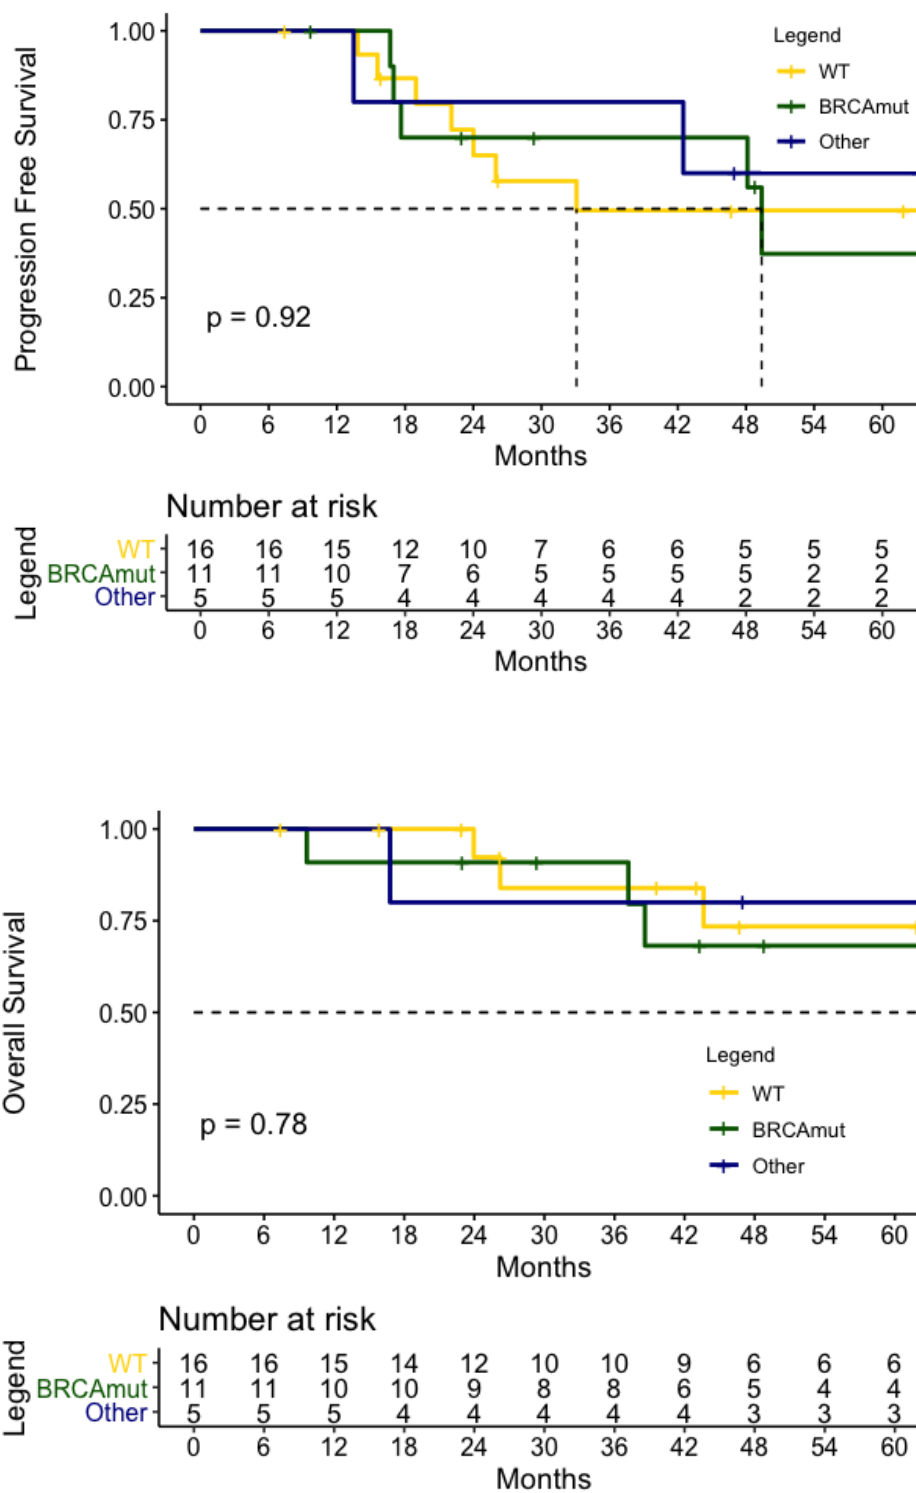 Progression Free Survival
1.00
0.75
0.50
0.25
0.00
Legend
WT
BRCAmut
Other
p = 0.92
0 6 12 18 24 30 36 42 48 54 60
Months
Number at risk
Legend
WT 16 16 15 12 10 7 6 6 5 5 5
BRCAmut 11 11 10 7 6 5 5 5 5 2 2
Other 5 5 5 4 4 4 4 4 2 2 2
0 6 12 18 24 30 36 42 48 54 60
Months
Overall Survival
1.00
0.75
0.50
0.25
0.00
Legend
WT
BRCAmut
Other
p = 0.78
0 6 12 18 24 30 36 42 48 54 60
Months
Number at risk
Legend
WT 16 16 15 14 12 10 10 9 6 6 6
BRCAmut 11 11 10 10 9 8 8 6 5 4 4
Other 5 5 5 4 4 4 4 4 3 3 3
0 6 12 18 24 30 36 42 48 54 60
Months